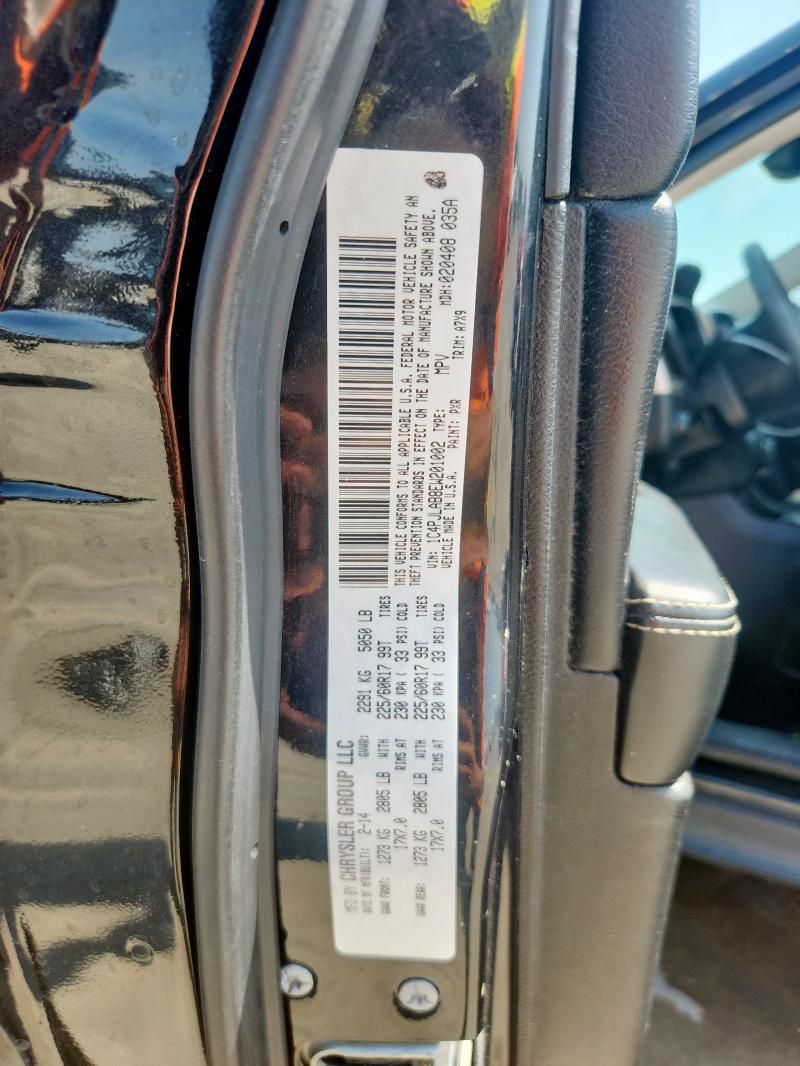 MFD BY CHRYSLER GROUP LLC
DATE OF MFR(BUILT): 2-14 GVWR: 2291 KG 5050 LB
GAWR FRONT: 1273 KG 2805 LB WITH 225/60R17 99T TIRES
17X7.0 RIMS AT 230 KPA ( 33 PSI) COLD
GAWR REAR: 1273 KG 2805 LB WITH 225/60R17 99T TIRES
17X7.0 RIMS AT 230 KPA ( 33 PSI) COLD
THIS VEHICLE CONFORMS TO ALL APPLICABLE U.S.A. FEDERAL MOTOR VEHICLE SAFETY AN
THEFT PREVENTION STANDARDS IN EFFECT ON THE DATE OF MANUFACTURE SHOWN ABOVE.
VIN: 1C4PJLAB8EW201002 TYPE: MPV MDH:020408 035A
VEHICLE MADE IN U.S.A. PAINT: PXR TRIM: A7X9